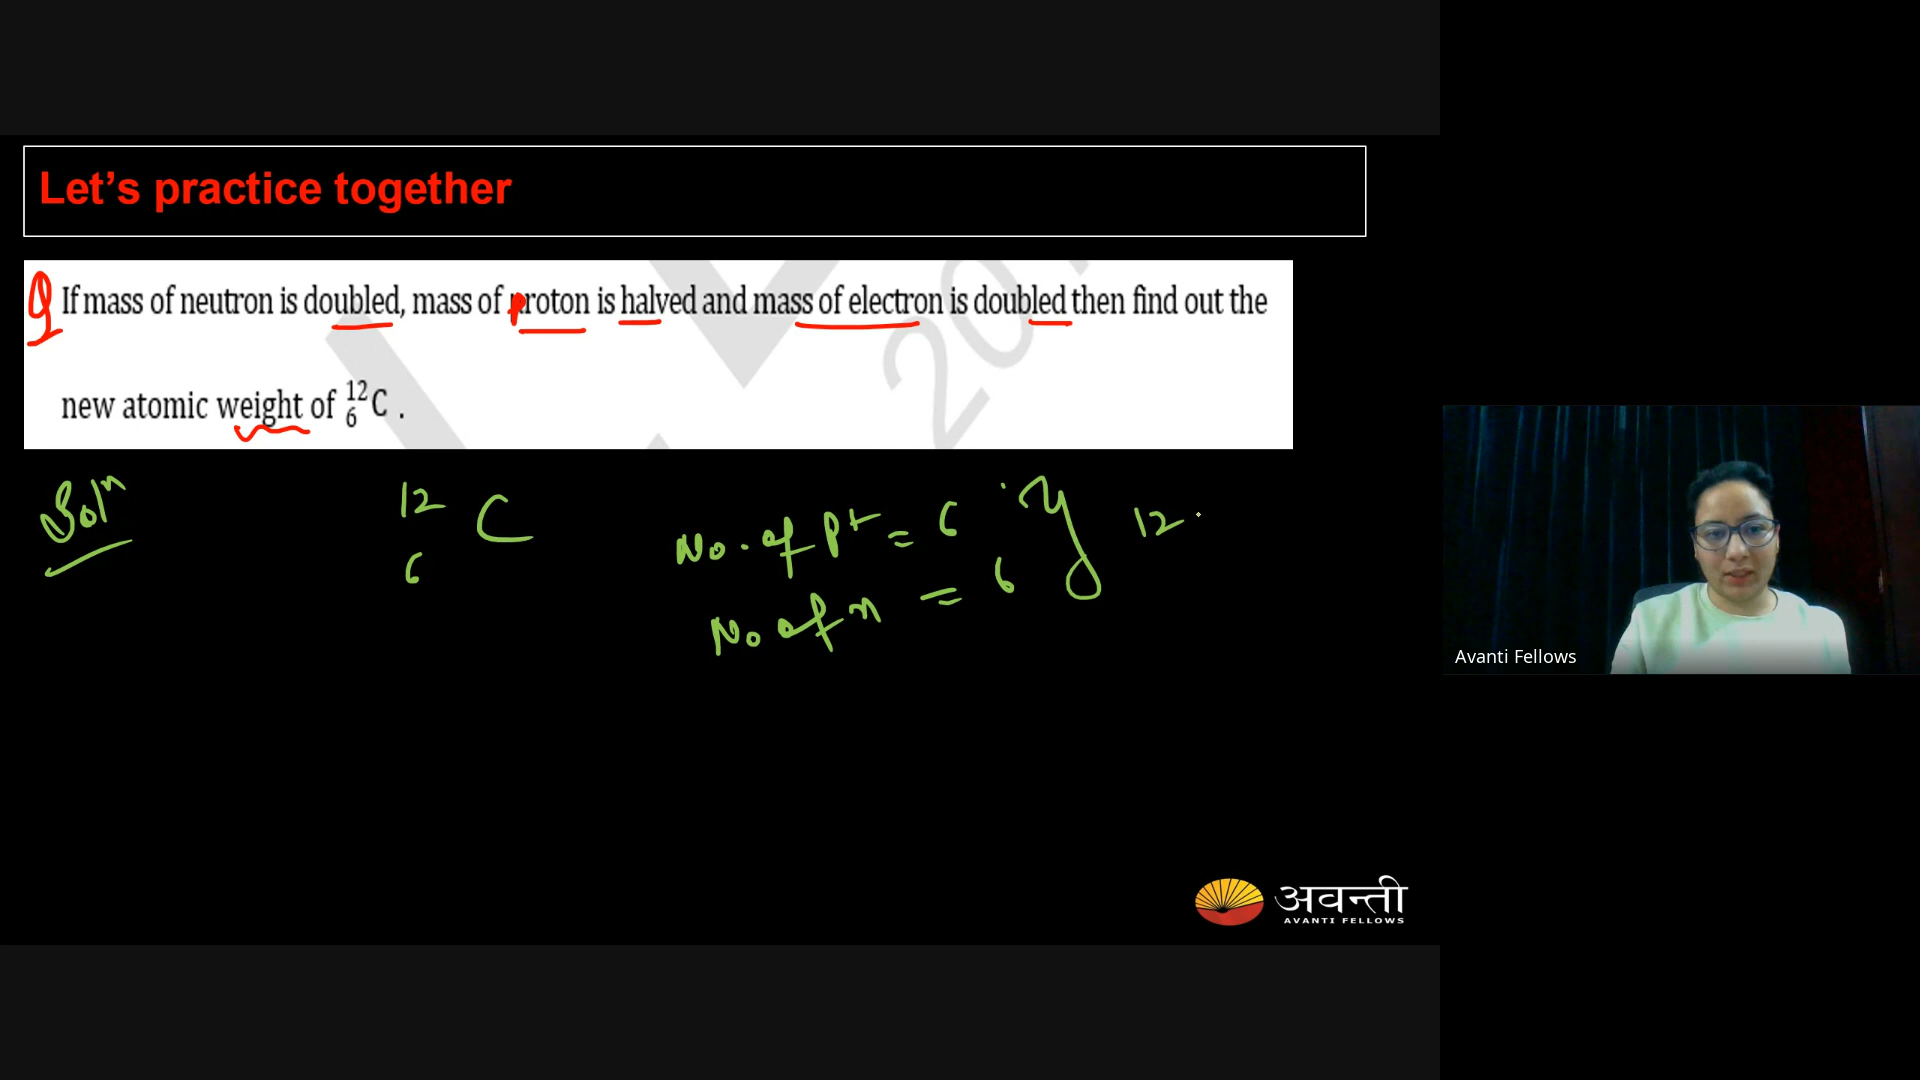 Let's practice together
Q If mass of neutron is doubled, mass of proton is halved and mass of electron is doubled then find out the
new atomic weight of ¹²₆C .
Solⁿ
12
6 C
No. of p+ = 6
No of n = 6
12
Avanti Fellows
अवन्ती
AVANTI FELLOWS